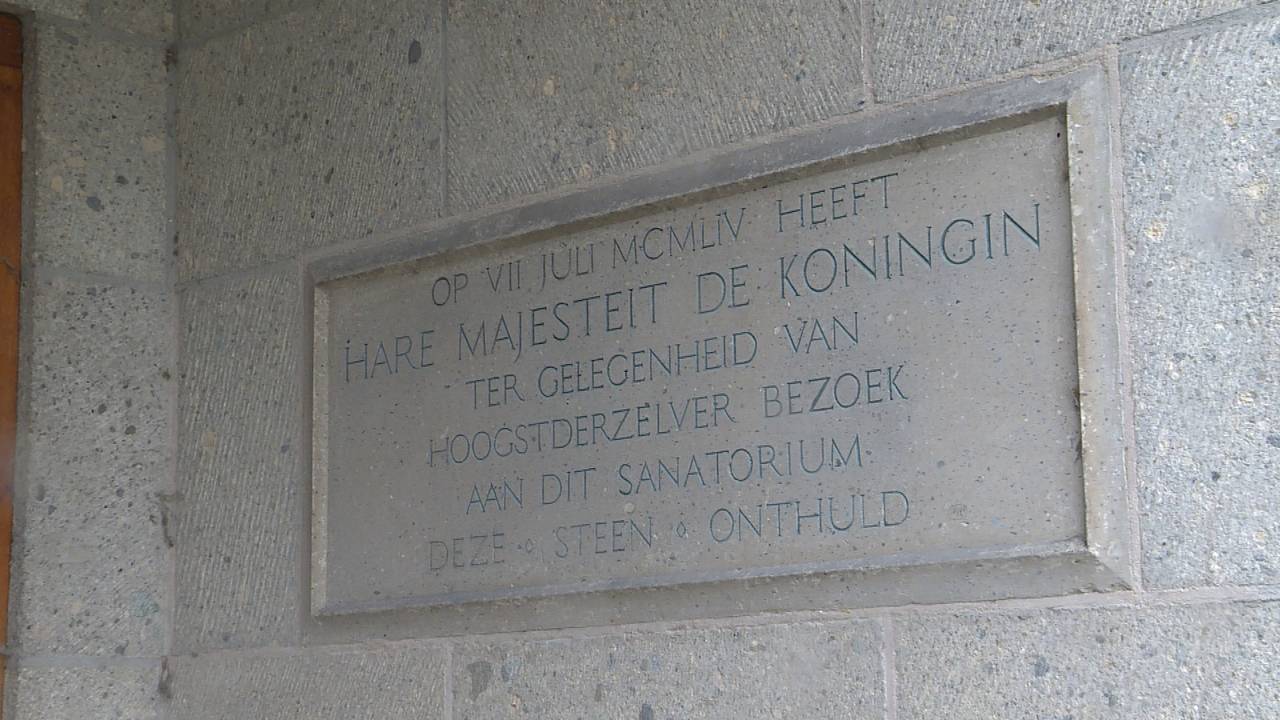 OP VII JULI MCMLIV HEEFT
HARE MAJESTEIT DE KONINGIN
TER GELEGENHEID VAN
HOOGSTDERZELVER BEZOEK
AAN DIT SANATORIUM
DEZE ⋄ STEEN ⋄ ONTHULD